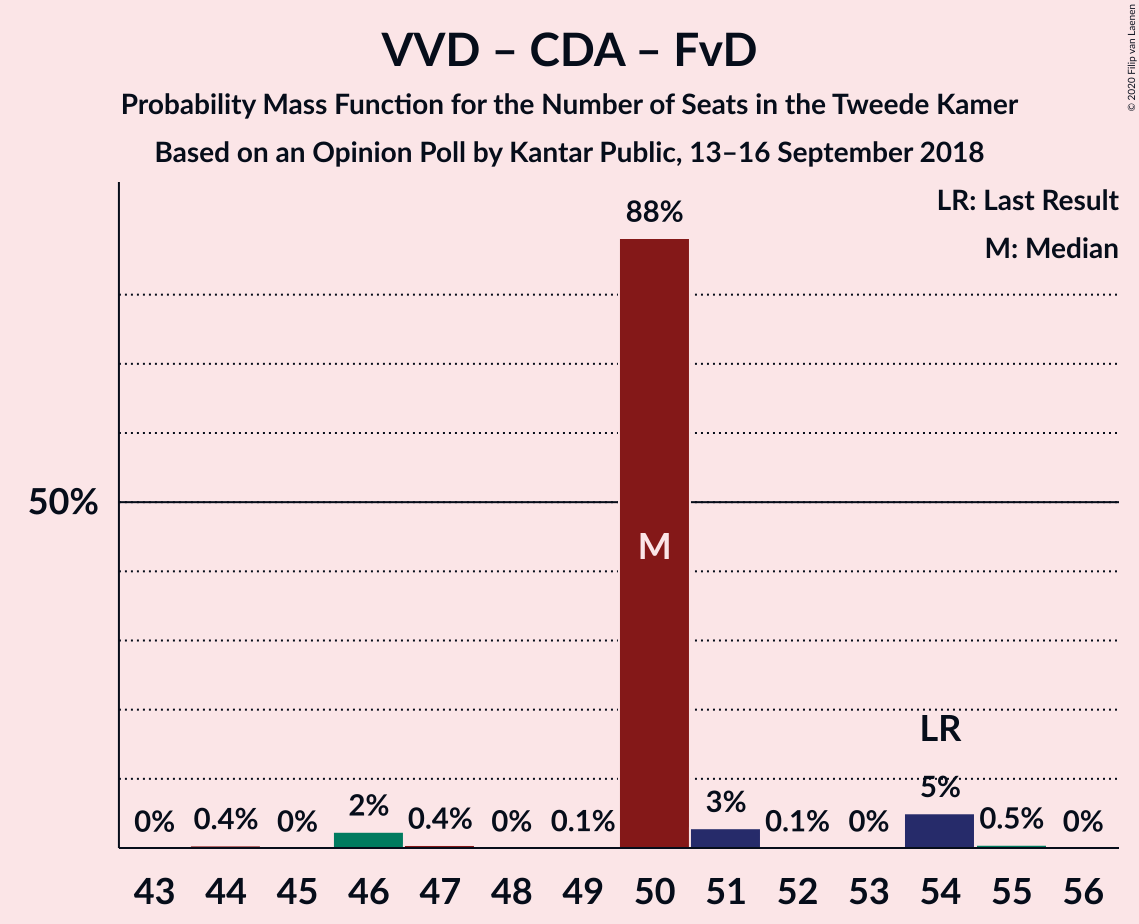 VVD – CDA – FvD
Probability Mass Function for the Number of Seats in the Tweede Kamer
Based on an Opinion Poll by Kantar Public, 13–16 September 2018
© 2020 Filip van Laenen
LR: Last Result
M: Median
88%
50%
M
LR
0% 0.4% 0% 2% 0.4% 0% 0.1% 3% 0.1% 0% 5% 0.5% 0%
43 44 45 46 47 48 49 50 51 52 53 54 55 56